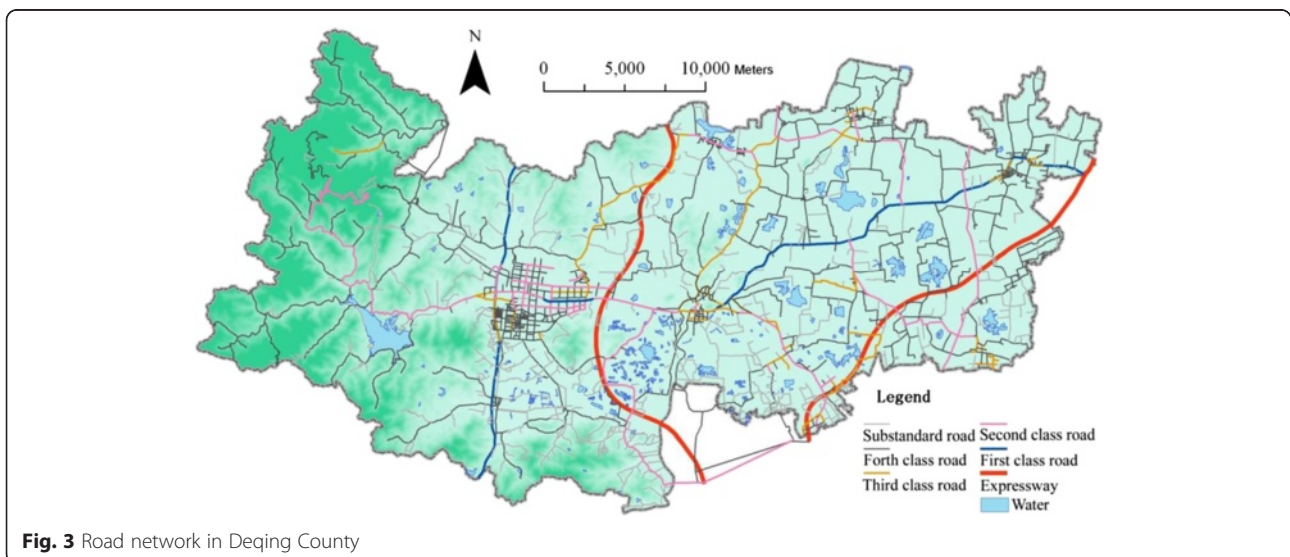 N
0 5,000 10,000 Meters
Legend
Substandard road Second class road
Forth class road First class road
Third class road Expressway
Water
Fig. 3 Road network in Deqing County